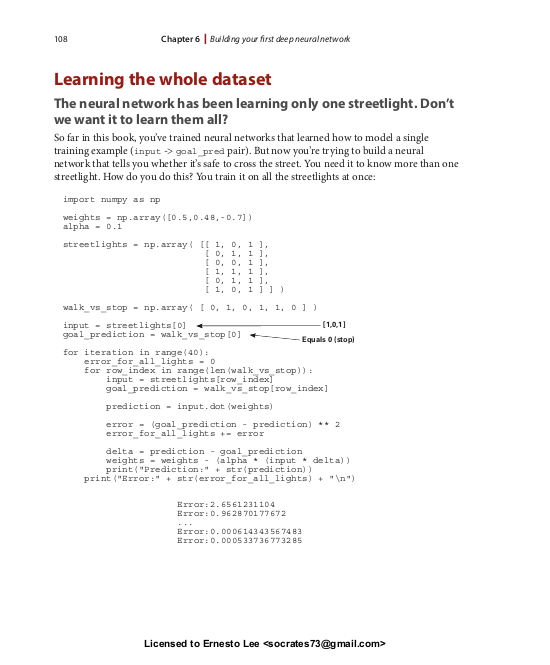 108
Chapter 6 | Building your first deep neural network
Learning the whole dataset
The neural network has been learning only one streetlight. Don't
we want it to learn them all?
So far in this book, you've trained neural networks that learned how to model a single
training example (input -> goal_pred pair). But now you're trying to build a neural
network that tells you whether it's safe to cross the street. You need it to know more than one
streetlight. How do you do this? You train it on all the streetlights at once:
import numpy as np
weights = np.array([0.5,0.48,-0.7])
alpha = 0.1
streetlights = np.array( [[ 1, 0, 1 ],
[ 0, 1, 1 ],
[ 0, 0, 1 ],
[ 1, 1, 1 ],
[ 0, 1, 1 ],
[ 1, 0, 1 ] ] )
walk_vs_stop = np.array( [ 0, 1, 0, 1, 1, 0 ] )
input = streetlights[0]
[1,0,1]
goal_prediction = walk_vs_stop[0]
Equals 0 (stop)
for iteration in range(40):
error_for_all_lights = 0
for row_index in range(len(walk_vs_stop)):
input = streetlights[row_index]
goal_prediction = walk_vs_stop[row_index]
prediction = input.dot(weights)
error = (goal_prediction - prediction) ** 2
error_for_all_lights += error
delta = prediction - goal_prediction
weights = weights - (alpha * (input * delta))
print("Prediction:" + str(prediction))
print("Error:" + str(error_for_all_lights) + "\n")
Error:2.6561231104
Error:0.962870177672
...
Error:0.000614343567483
Error:0.000533736773285
Licensed to Ernesto Lee <socrates73@gmail.com>